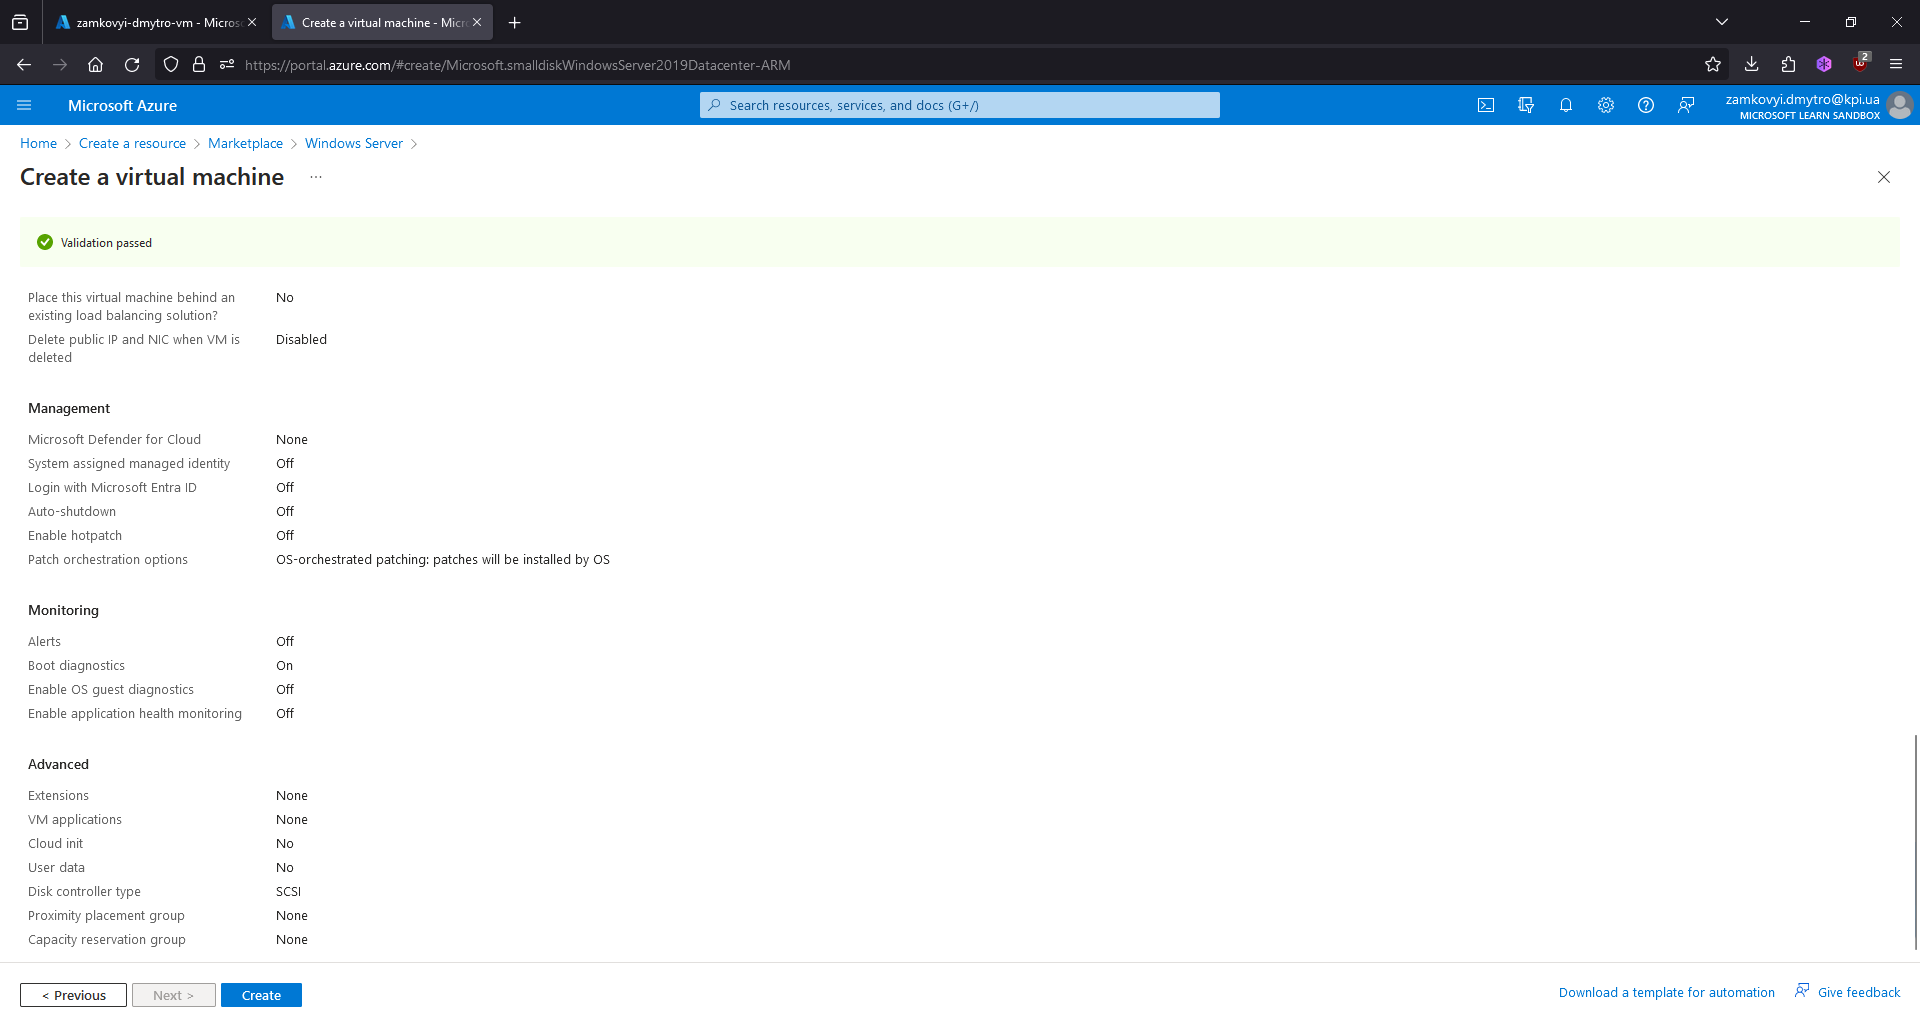 zamkovyi-dmytro-vm - Micros
Create a virtual machine - Micr
https://portal.azure.com/#create/Microsoft.smalldiskWindowsServer2019Datacenter-ARM
2
Microsoft Azure
Search resources, services, and docs (G+/)
zamkovyi.dmytro@kpi.ua
MICROSOFT LEARN SANDBOX
Home > Create a resource > Marketplace > Windows Server >
Create a virtual machine ...
Validation passed
Place this virtual machine behind an No
existing load balancing solution?
Delete public IP and NIC when VM is Disabled
deleted
Management
Microsoft Defender for Cloud None
System assigned managed identity Off
Login with Microsoft Entra ID Off
Auto-shutdown Off
Enable hotpatch Off
Patch orchestration options OS-orchestrated patching: patches will be installed by OS
Monitoring
Alerts Off
Boot diagnostics On
Enable OS guest diagnostics Off
Enable application health monitoring Off
Advanced
Extensions None
VM applications None
Cloud init No
User data No
Disk controller type SCSI
Proximity placement group None
Capacity reservation group None
< Previous Next > Create
Download a template for automation Give feedback